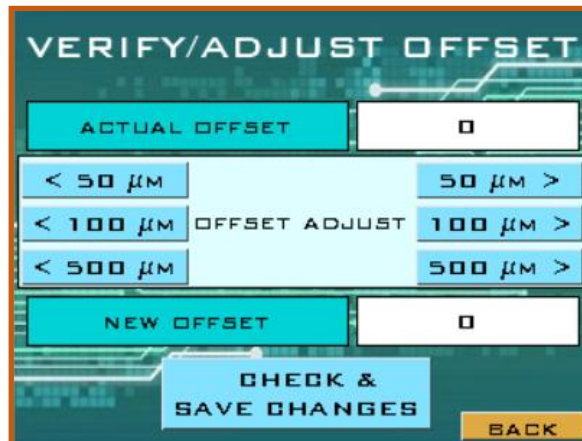 VERIFY/ADJUST OFFSET
ACTUAL OFFSET 0
< 50 µM 50 µM >
< 100 µM OFFSET ADJUST 100 µM >
< 500 µM 500 µM >
NEW OFFSET 0
CHECK &
SAVE CHANGES
BACK